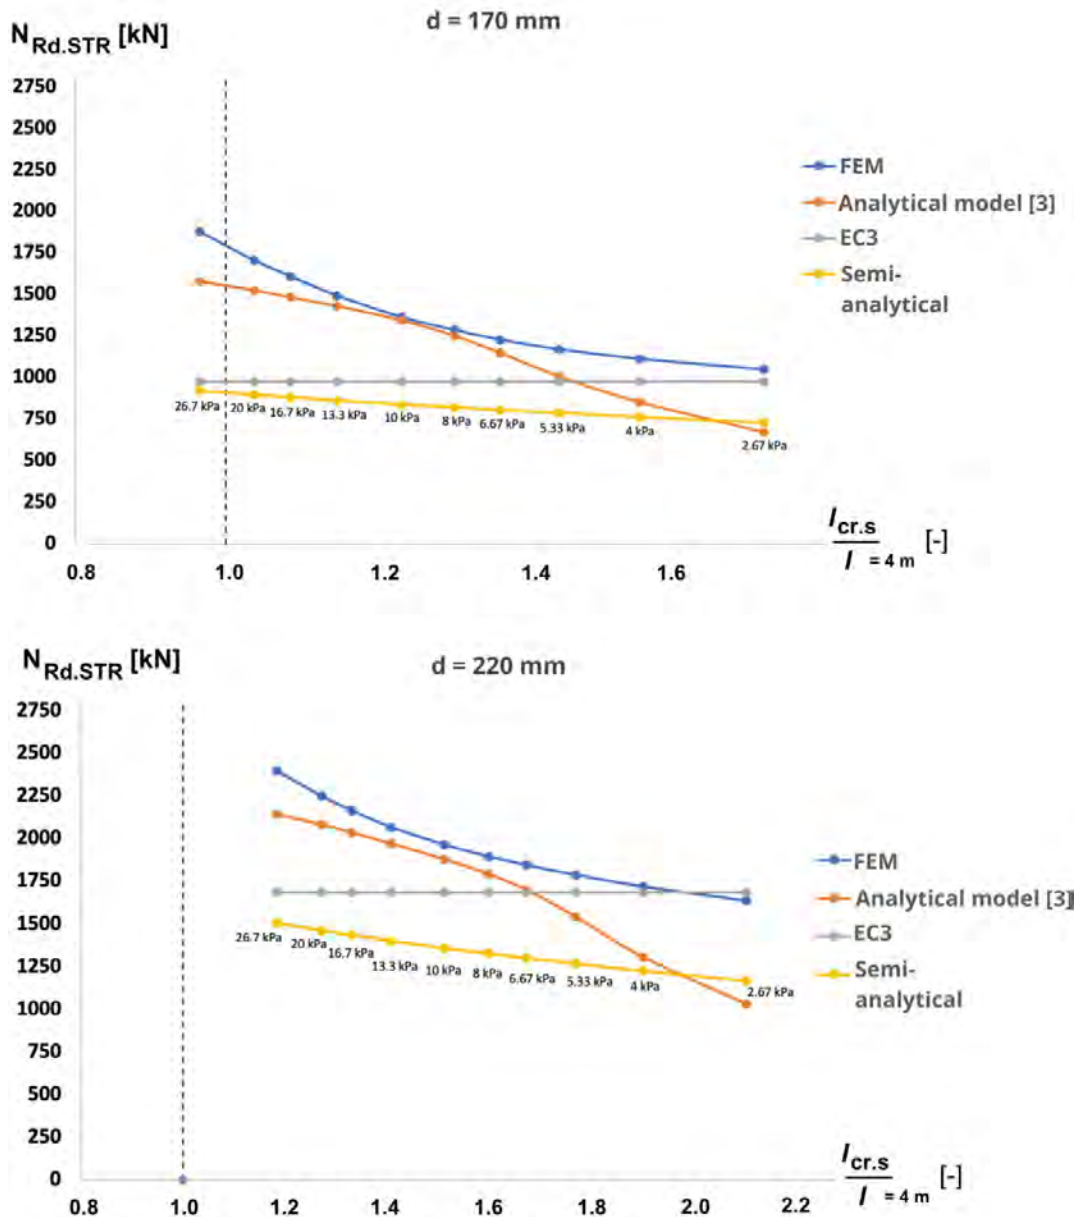 d = 170 mm
N Rd.STR [kN]
2750
2500
2250
2000
1750
1500
1250
1000
750
500
250
0
0.8 1.0 1.2 1.4 1.6
26.7 kPa 20 kPa 16.7 kPa 13.3 kPa 10 kPa 8 kPa 6.67 kPa 5.33 kPa 4 kPa 2.67 kPa
FEM
Analytical model [3]
EC3
Semi-
analytical
l cr.s
l = 4 m [-]
N Rd.STR [kN]
d = 220 mm
2750
2500
2250
2000
1750
1500
1250
1000
750
500
250
0
0.8 1.0 1.2 1.4 1.6 1.8 2.0 2.2
26.7 kPa 20 kPa 16.7 kPa 13.3 kPa 10 kPa 8 kPa 6.67 kPa 5.33 kPa 4 kPa 2.67 kPa
FEM
Analytical model [3]
EC3
Semi-
analytical
l cr.s
l = 4 m [-]